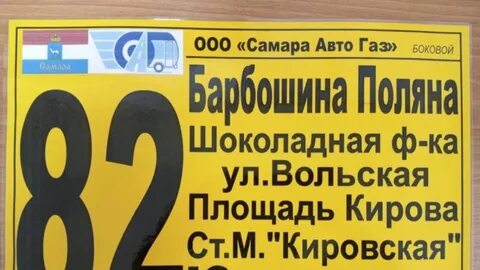 ООО «Самара Авто Газ» БОКОВОЙ
Самара
82
Барбошина Поляна
Шоколадная ф-ка
ул.Вольская
Площадь Кирова
Ст.М."Кировская"